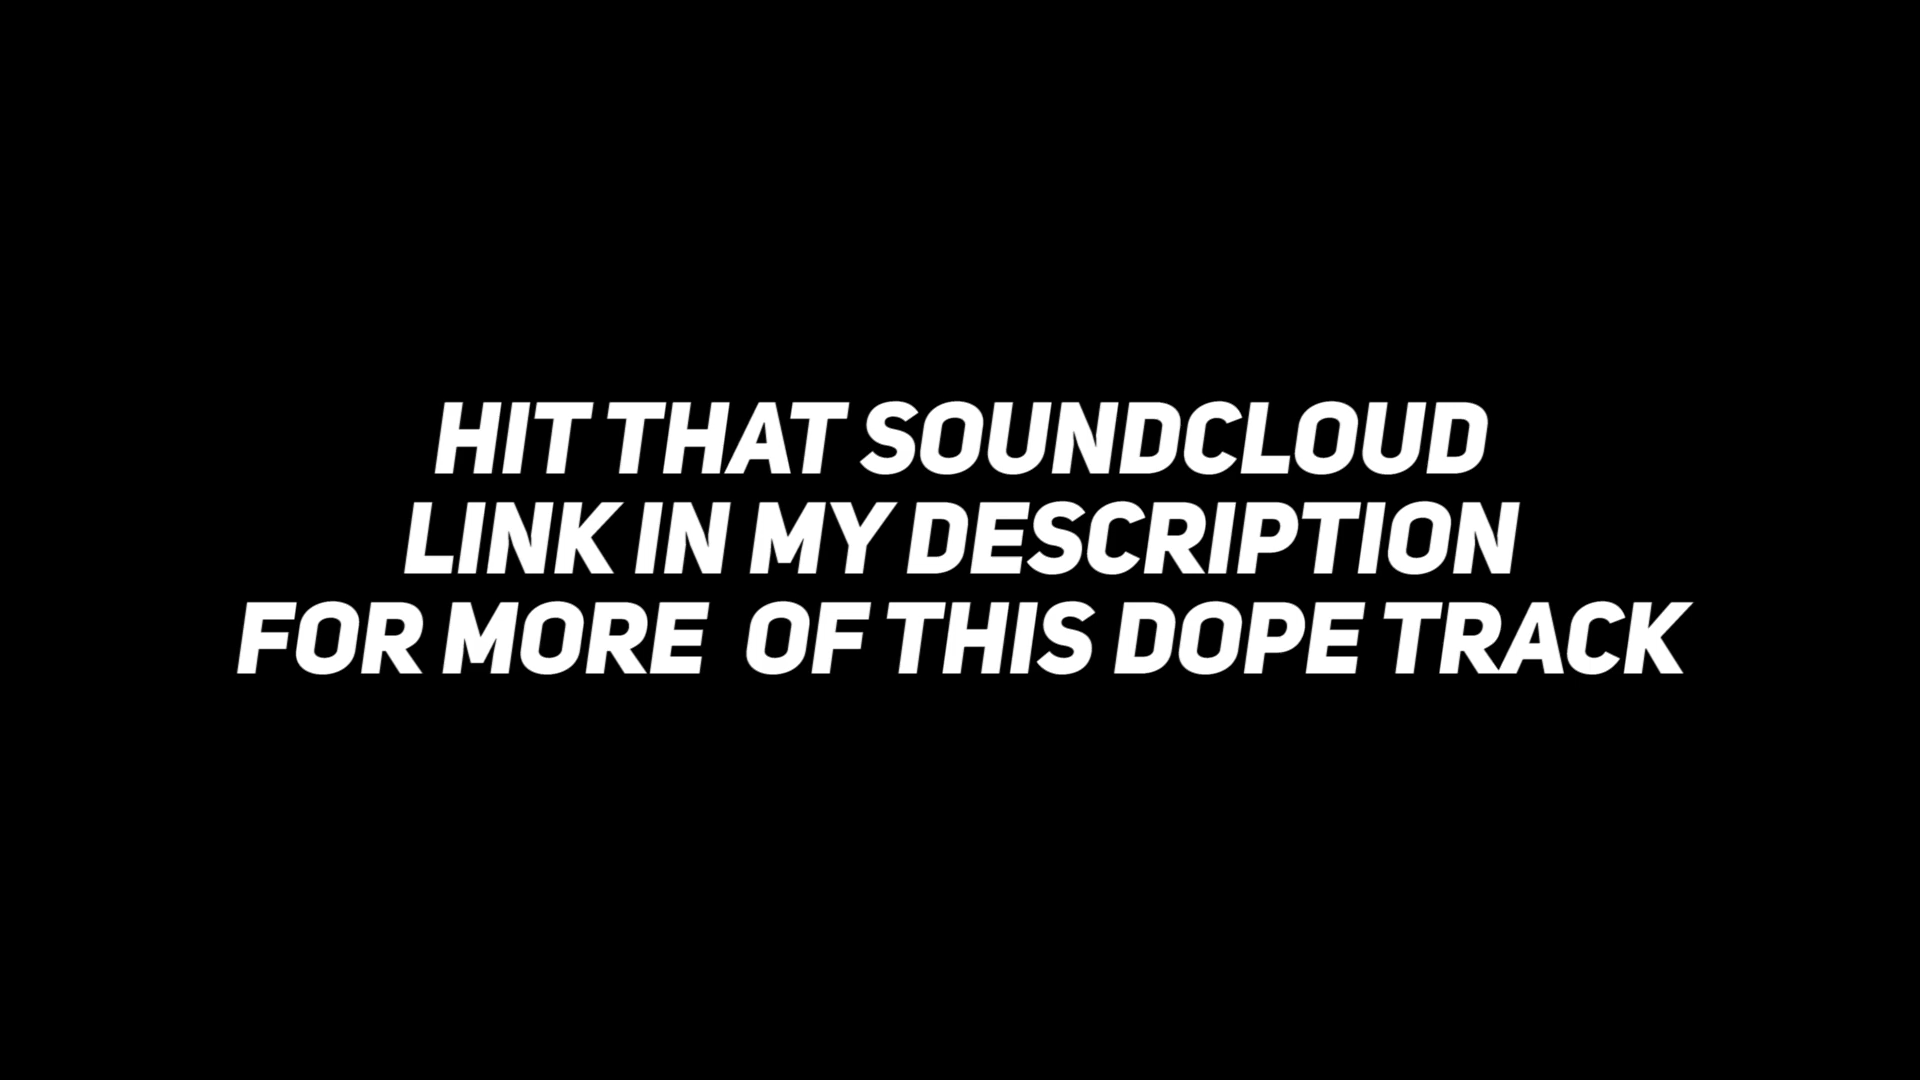 HIT THAT SOUNDCLOUD
LINK IN MY DESCRIPTION
FOR MORE  OF THIS DOPE TRACK